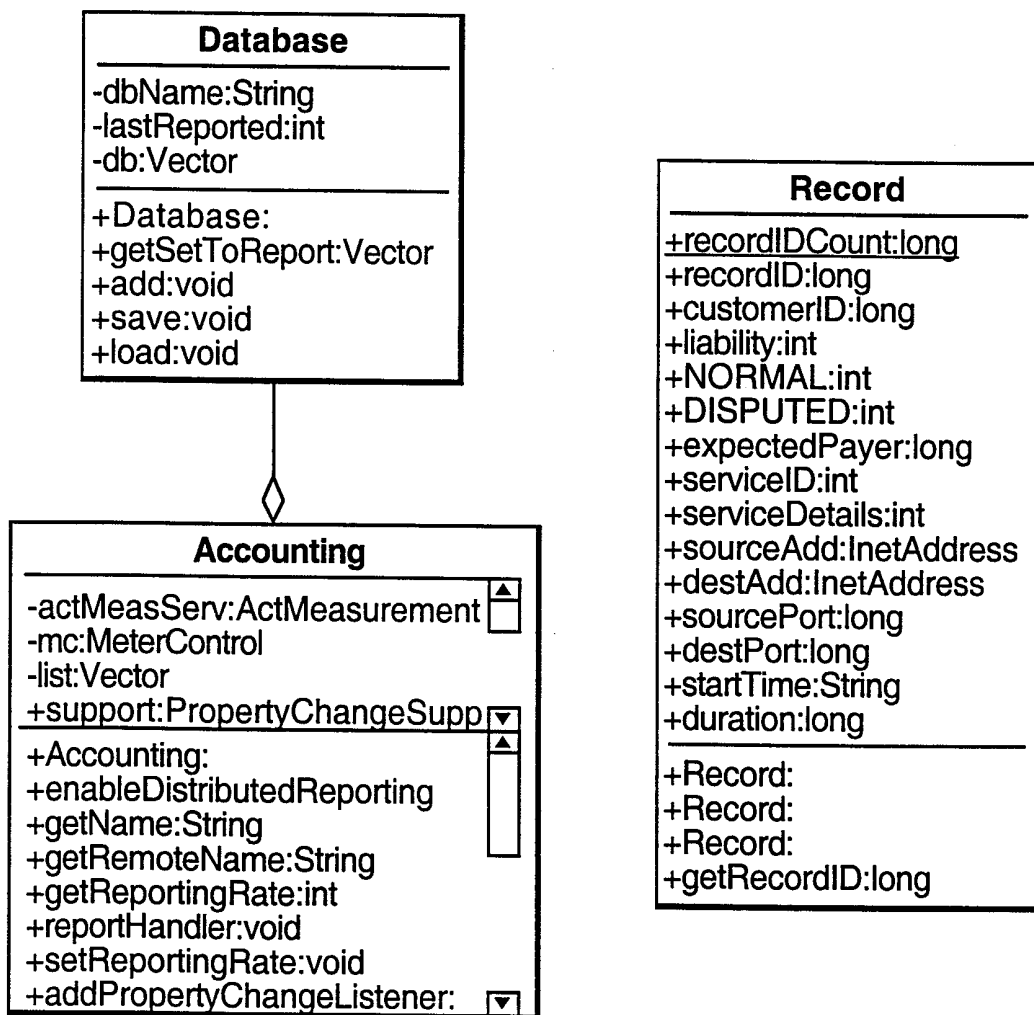 Database
-dbName:String
-lastReported:int
-db:Vector
+Database:
+getSetToReport:Vector
+add:void
+save:void
+load:void
Accounting
-actMeasServ:ActMeasurement
-mc:MeterControl
-list:Vector
+support:PropertyChangeSupp
+Accounting:
+enableDistributedReporting
+getName:String
+getRemoteName:String
+getReportingRate:int
+reportHandler:void
+setReportingRate:void
+addPropertyChangeListener:
Record
+recordIDCount:long
+recordID:long
+customerID:long
+liability:int
+NORMAL:int
+DISPUTED:int
+expectedPayer:long
+serviceID:int
+serviceDetails:int
+sourceAdd:InetAddress
+destAdd:InetAddress
+sourcePort:long
+destPort:long
+startTime:String
+duration:long
+Record:
+Record:
+Record:
+getRecordID:long